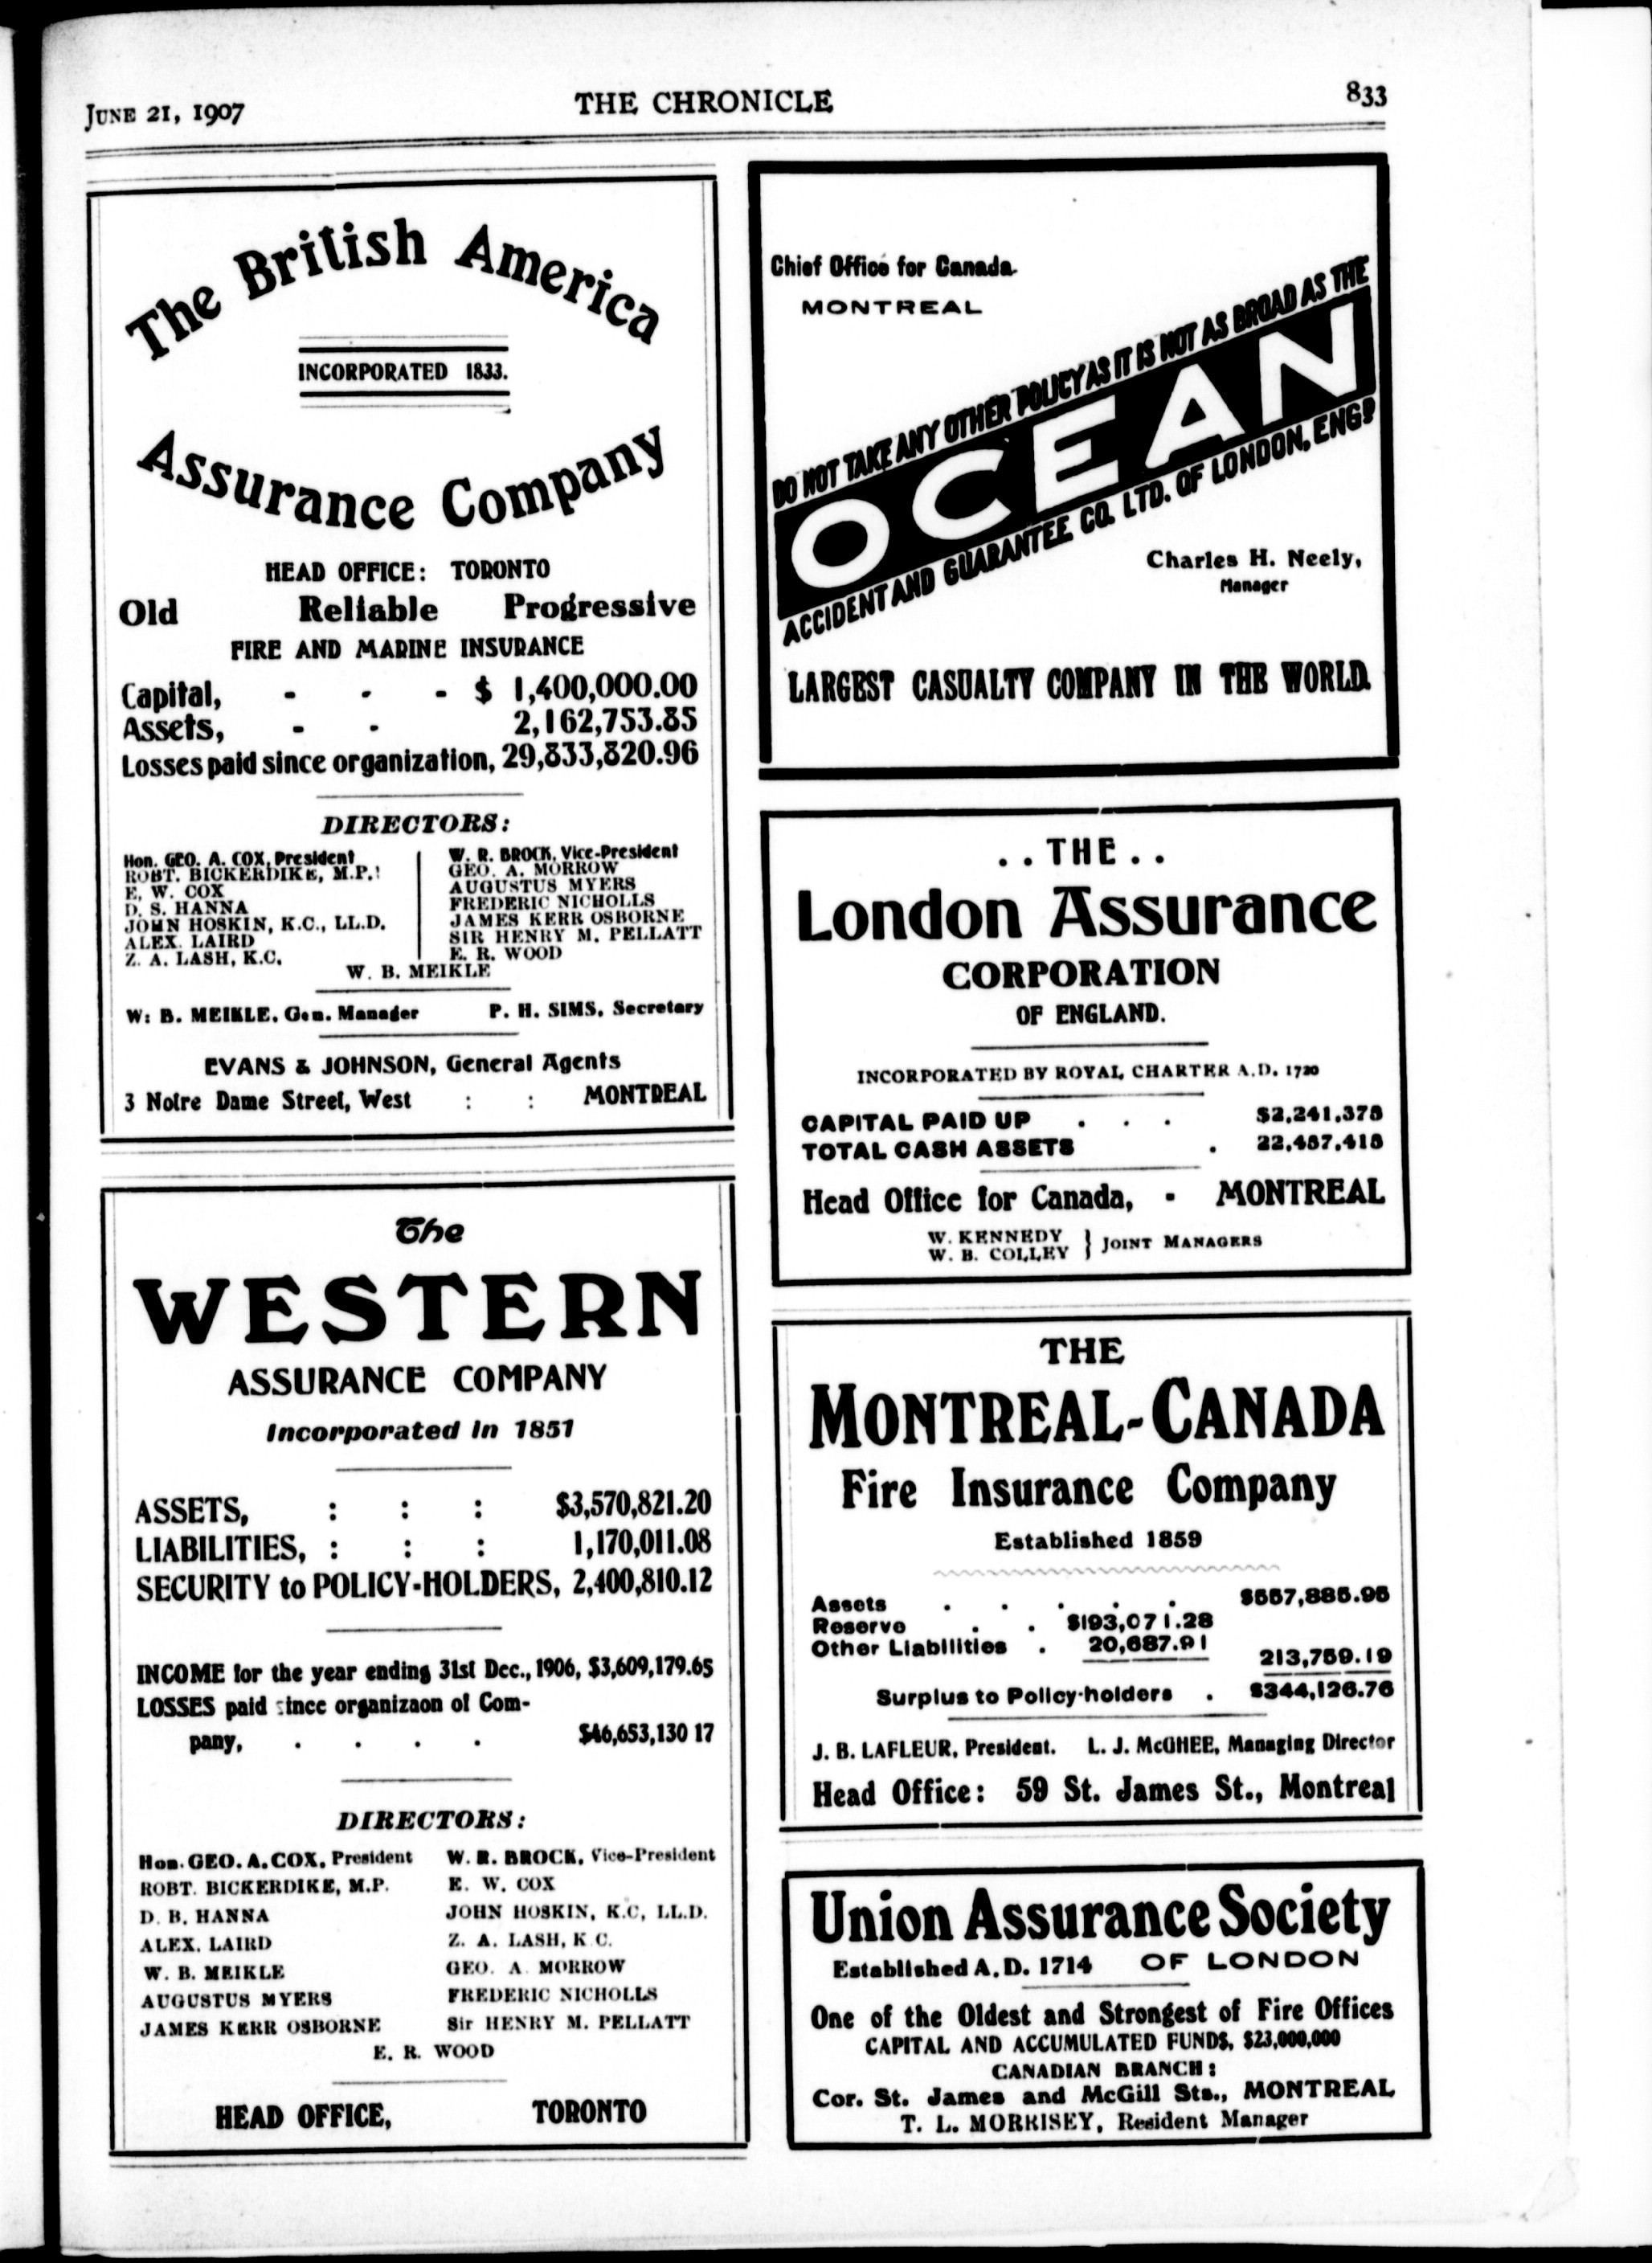 JUNE 21, 1907 THE CHRONICLE 833
The British America
INCORPORATED 1833.
Assurance Company
HEAD OFFICE: TORONTO
Old Reliable Progressive
FIRE AND MARINE INSURANCE
Capital, - - - $ 1,400,000.00
Assets, - - 2,162,753.85
Losses paid since organization, 29,833,820.96
DIRECTORS:
Hon. GEO. A. COX, President W. R. BROCK, Vice-President
ROBT. BICKERDIKE, M.P. GEO. A. MORROW
E. W. COX AUGUSTUS MYERS
D. S. HANNA FREDERIC NICHOLLS
JOHN HOSKIN, K.C., LL.D. JAMES KERR OSBORNE
ALEX. LAIRD SIR HENRY M. PELLATT
Z. A. LASH, K.C. E. R. WOOD
W. B. MEIKLE
W. B. MEIKLE, Gen. Manager P. H. SIMS, Secretary
EVANS & JOHNSON, General Agents
3 Notre Dame Street, West : : MONTREAL
The
WESTERN
ASSURANCE COMPANY
Incorporated in 1851
ASSETS, : : : $3,570,821.20
LIABILITIES, : : : 1,170,011.08
SECURITY to POLICY-HOLDERS, 2,400,810.12
INCOME for the year ending 31st Dec., 1906, $3,609,179.65
LOSSES paid since organizaon of Com-
pany, . . . . $46,653,130 17
DIRECTORS:
Hon. GEO. A. COX, President W. R. BROCK, Vice-President
ROBT. BICKERDIKE, M.P. E. W. COX
D. B. HANNA JOHN HOSKIN, K.C, LL.D.
ALEX. LAIRD Z. A. LASH, K C.
W. B. MEIKLE GEO. A MORROW
AUGUSTUS MYERS FREDERIC NICHOLLS
JAMES KERR OSBORNE Sir HENRY M. PELLATT
E. R. WOOD
HEAD OFFICE, TORONTO
Chief Office for Canada.
MONTREAL
DO NOT TAKE ANY OTHER POLICY AS IT IS NOT AS BROAD AS THE
OCEAN
ACCIDENT AND GUARANTEE CO. LTD. OF LONDON, ENGD
Charles H. Neely,
Manager
LARGEST CASUALTY COMPANY IN THE WORLD.
. . THE . .
London Assurance
CORPORATION
OF ENGLAND.
INCORPORATED BY ROYAL CHARTER A.D. 1720
CAPITAL PAID UP . . . $2,241,375
TOTAL CASH ASSETS . 22,457,415
Head Office for Canada, - MONTREAL
W. KENNEDY
W. B. COLLEY } JOINT MANAGERS
THE
MONTREAL-CANADA
Fire Insurance Company
Established 1859
Assets . . . . . $557,885.95
Reserve . . $193,071.28
Other Liabilities . 20,687.91
213,759.19
Surplus to Policy-holders . $344,126.76
J. B. LAFLEUR, President. L. J. McGHEE, Managing Director
Head Office: 59 St. James St., Montreal
Union Assurance Society
Established A.D. 1714 OF LONDON
One of the Oldest and Strongest of Fire Offices
CAPITAL AND ACCUMULATED FUNDS, $23,000,000
CANADIAN BRANCH:
Cor. St. James and McGill Sts., MONTREAL
T. L. MORRISEY, Resident Manager